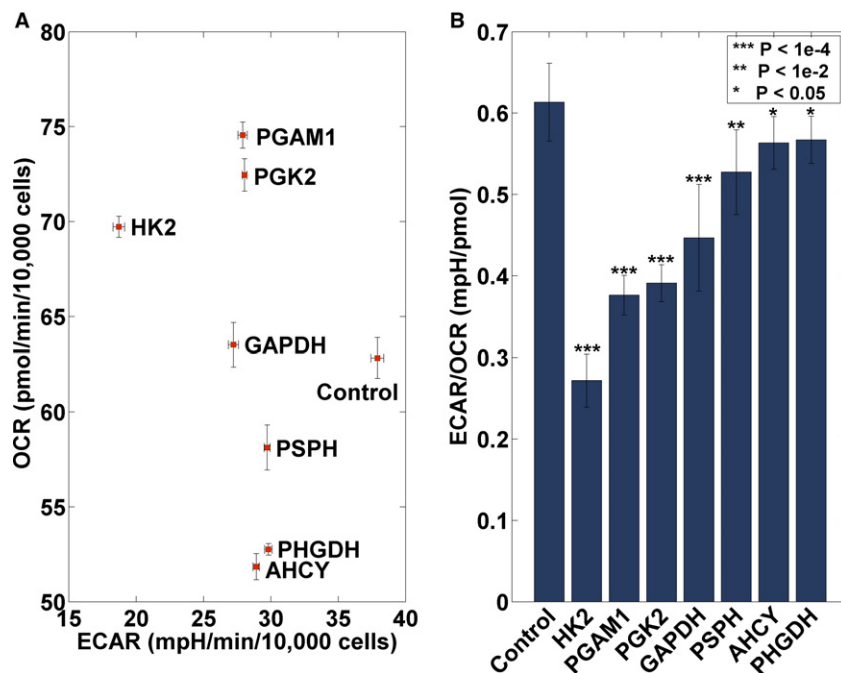 A
OCR (pmol/min/10,000 cells)
80
75
70
65
60
55
50
PGAM1
PGK2
HK2
GAPDH
Control
PSPH
PHGDH
AHCY
15 20 25 30 35 40
ECAR (mpH/min/10,000 cells)
B
ECAR/OCR (mpH/pmol)
0.7
0.6
0.5
0.4
0.3
0.2
0.1
0
*** P < 1e-4
** P < 1e-2
* P < 0.05
*** *** *** *** ** * *
Control HK2 PGAM1 PGK2 GAPDH PSPH AHCY PHGDH